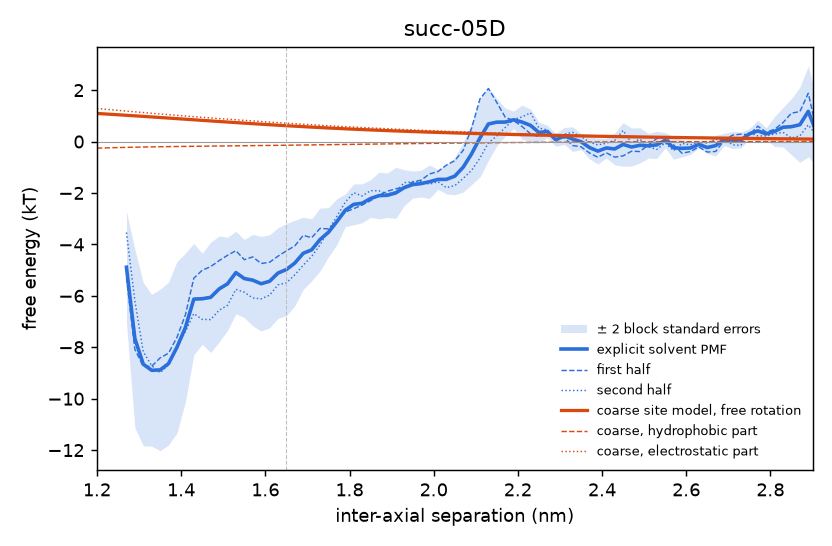 succ-05D
free energy (kT)
2
0
−2
−4
−6
−8
−10
−12
± 2 block standard errors
explicit solvent PMF
first half
second half
coarse site model, free rotation
coarse, hydrophobic part
coarse, electrostatic part
1.2 1.4 1.6 1.8 2.0 2.2 2.4 2.6 2.8
inter-axial separation (nm)